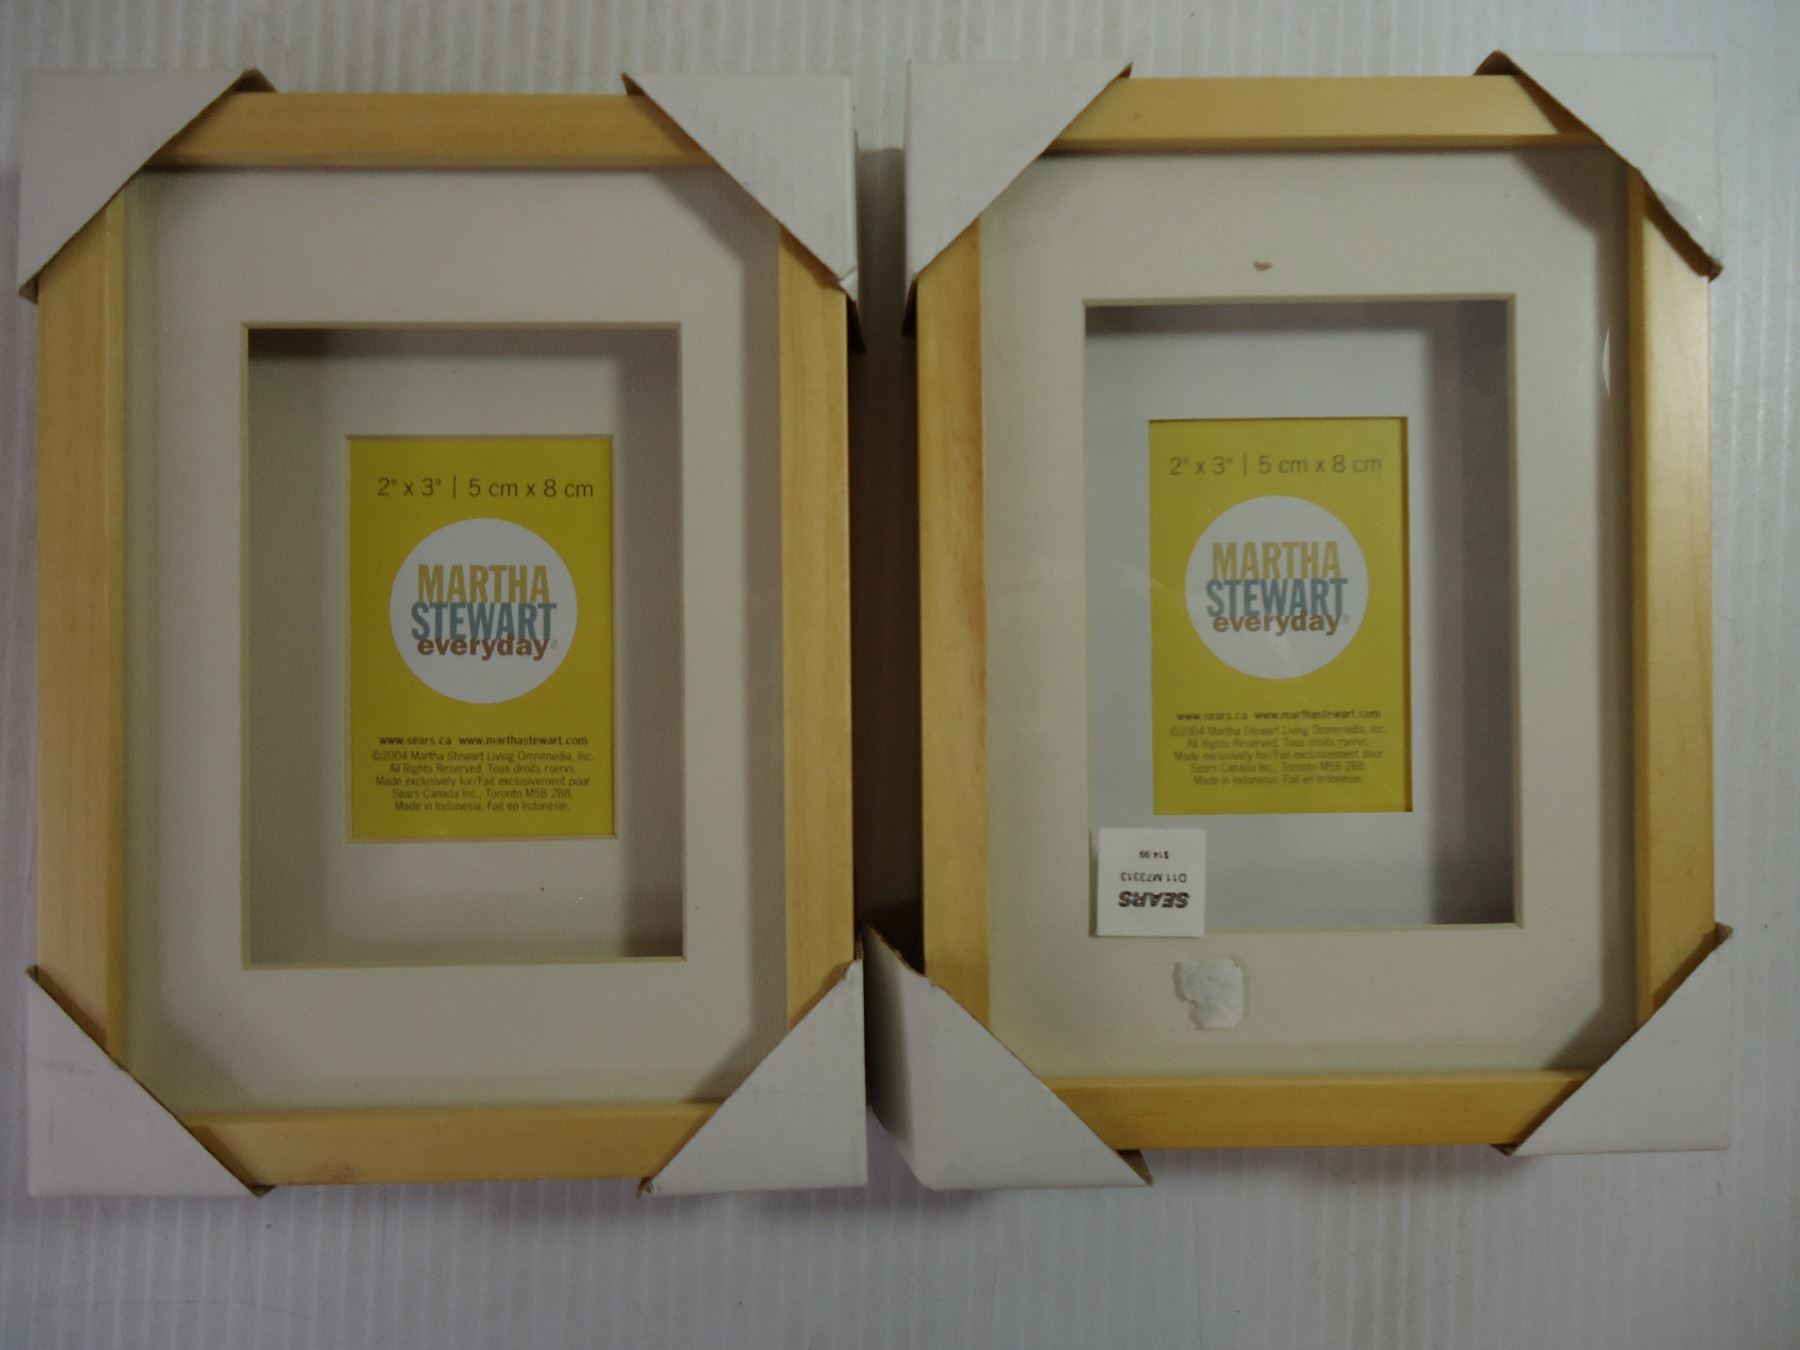 2" x 3" | 5 cm x 8 cm
MARTHA
STEWART
everyday
www.sears.ca www.marthastewart.com
©2004 Martha Stewart Living Omnimedia, Inc.
All Rights Reserved. Tous droits rservs.
Made exclusively for/Fait exclusivement pour
Sears Canada Inc., Toronto M5B 2B8.
Made in Indonesia. Fait en Indonésie.
2" x 3" | 5 cm x 8 cm
MARTHA
STEWART
everyday
www.sears.ca www.marthastewart.com
©2004 Martha Stewart Living Omnimedia, Inc.
All Rights Reserved. Tous droits rservs.
Made exclusively for/Fait exclusivement pour
Sears Canada Inc., Toronto M5B 2B8.
Made in Indonesia. Fait en Indonésie.
SEARS
D11 M73313
$14.99